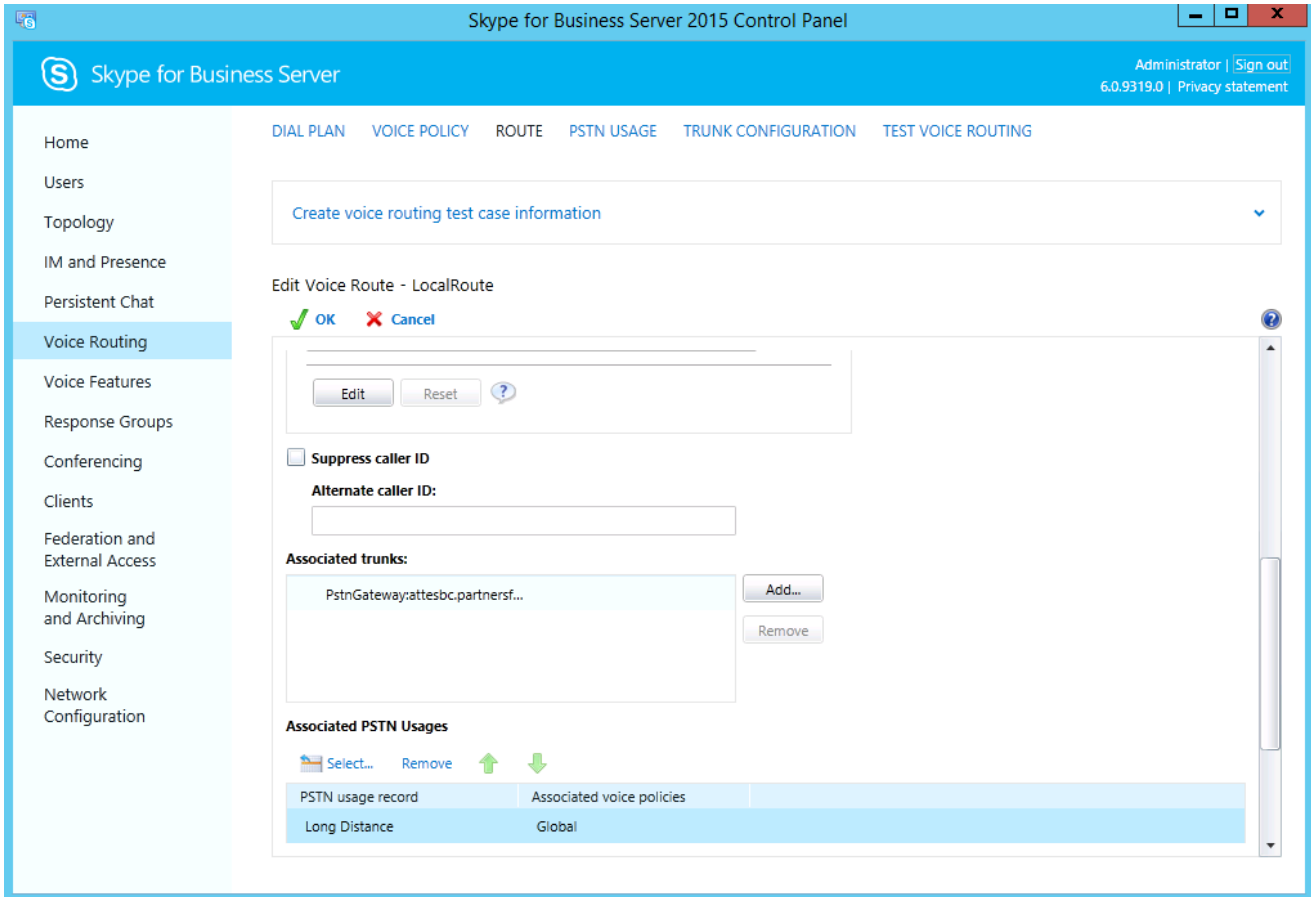 Skype for Business Server 2015 Control Panel
Skype for Business Server
Administrator | Sign out
6.0.9319.0 | Privacy statement
Home
Users
Topology
IM and Presence
Persistent Chat
Voice Routing
Voice Features
Response Groups
Conferencing
Clients
Federation and
External Access
Monitoring
and Archiving
Security
Network
Configuration
DIAL PLAN VOICE POLICY ROUTE PSTN USAGE TRUNK CONFIGURATION TEST VOICE ROUTING
Create voice routing test case information
Edit Voice Route - LocalRoute
OK Cancel
Edit Reset
Suppress caller ID
Alternate caller ID:
Associated trunks:
PstnGateway:attesbc.partnersf...
Add...
Remove
Associated PSTN Usages
Select... Remove
PSTN usage record Associated voice policies
Long Distance Global